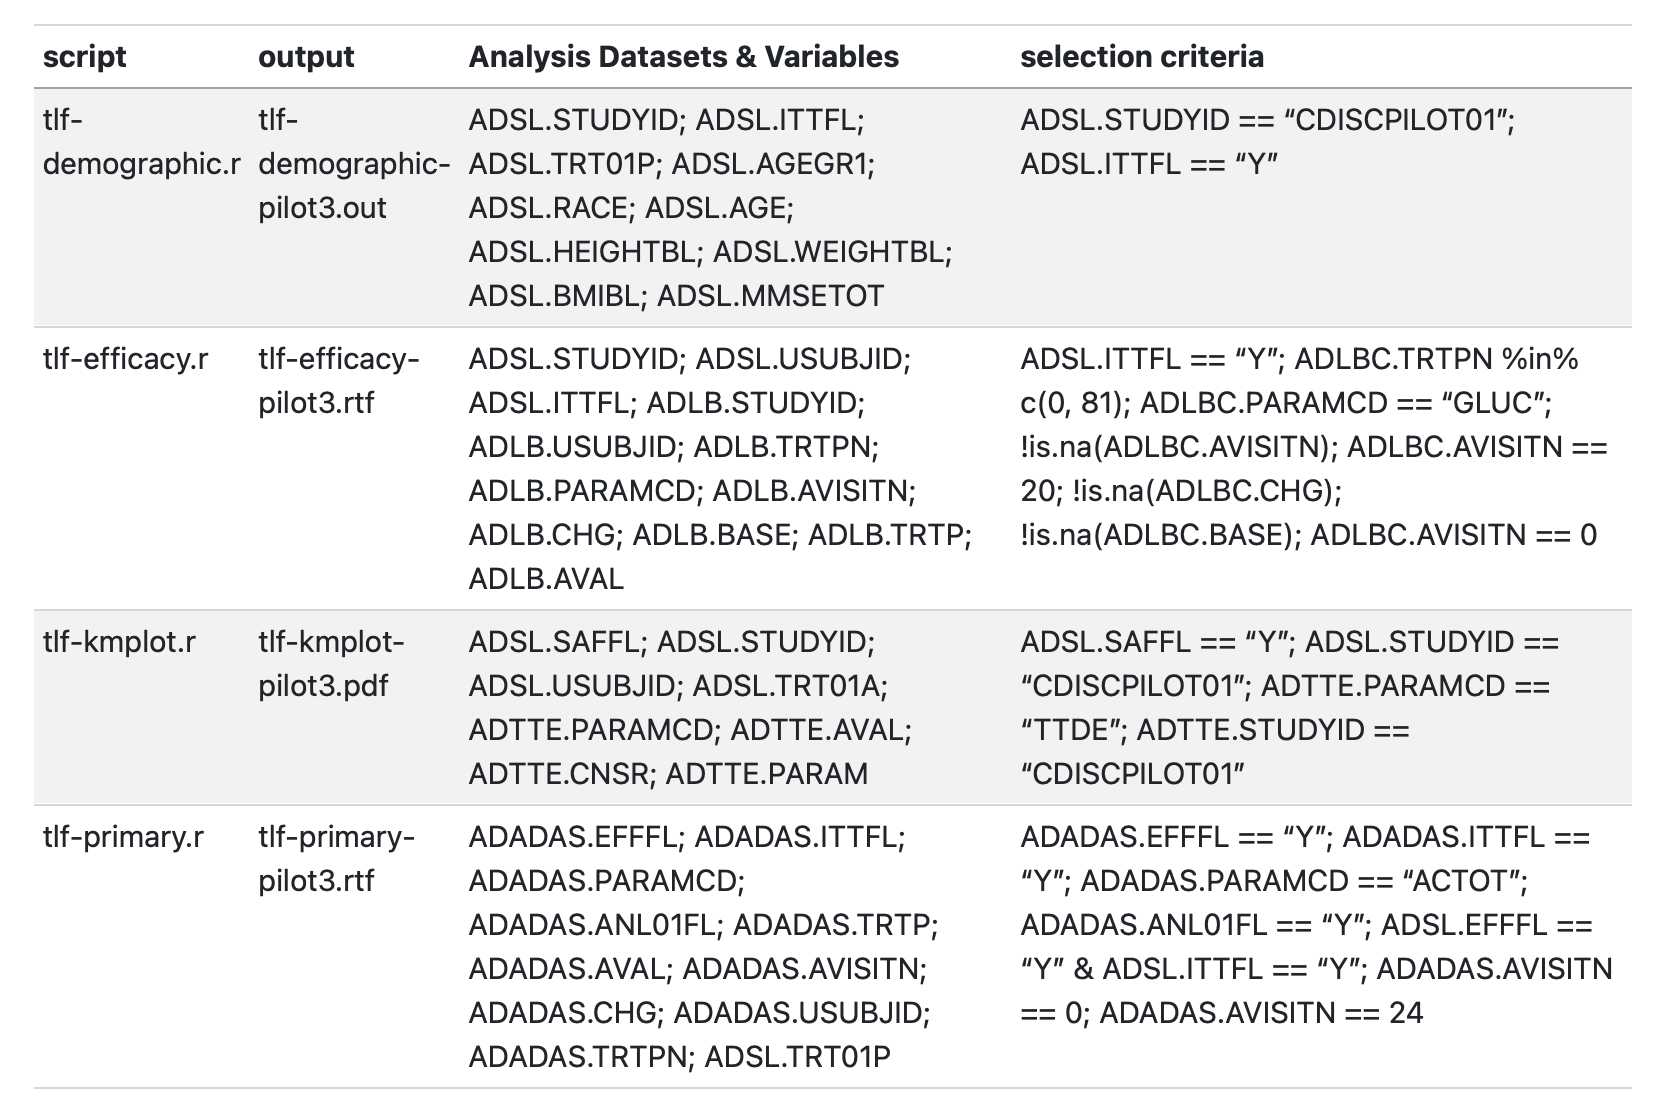 script output Analysis Datasets & Variables selection criteria
tlf- tlf- ADSL.STUDYID; ADSL.ITTFL; ADSL.STUDYID == “CDISCPILOT01”;
demographic.r demographic- ADSL.TRT01P; ADSL.AGEGR1; ADSL.ITTFL == “Y”
pilot3.out ADSL.RACE; ADSL.AGE;
ADSL.HEIGHTBL; ADSL.WEIGHTBL;
ADSL.BMIBL; ADSL.MMSETOT
tlf-efficacy.r tlf-efficacy- ADSL.STUDYID; ADSL.USUBJID; ADSL.ITTFL == “Y”; ADLBC.TRTPN %in%
pilot3.rtf ADSL.ITTFL; ADLB.STUDYID; c(0, 81); ADLBC.PARAMCD == “GLUC”;
ADLB.USUBJID; ADLB.TRTPN; !is.na(ADLBC.AVISITN); ADLBC.AVISITN ==
ADLB.PARAMCD; ADLB.AVISITN; 20; !is.na(ADLBC.CHG);
ADLB.CHG; ADLB.BASE; ADLB.TRTP; !is.na(ADLBC.BASE); ADLBC.AVISITN == 0
ADLB.AVAL
tlf-kmplot.r tlf-kmplot- ADSL.SAFFL; ADSL.STUDYID; ADSL.SAFFL == “Y”; ADSL.STUDYID ==
pilot3.pdf ADSL.USUBJID; ADSL.TRT01A; “CDISCPILOT01”; ADTTE.PARAMCD ==
ADTTE.PARAMCD; ADTTE.AVAL; “TTDE”; ADTTE.STUDYID ==
ADTTE.CNSR; ADTTE.PARAM “CDISCPILOT01”
tlf-primary.r tlf-primary- ADADAS.EFFFL; ADADAS.ITTFL; ADADAS.EFFFL == “Y”; ADADAS.ITTFL ==
pilot3.rtf ADADAS.PARAMCD; “Y”; ADADAS.PARAMCD == “ACTOT”;
ADADAS.ANL01FL; ADADAS.TRTP; ADADAS.ANL01FL == “Y”; ADSL.EFFFL ==
ADADAS.AVAL; ADADAS.AVISITN; “Y” & ADSL.ITTFL == “Y”; ADADAS.AVISITN
ADADAS.CHG; ADADAS.USUBJID; == 0; ADADAS.AVISITN == 24
ADADAS.TRTPN; ADSL.TRT01P